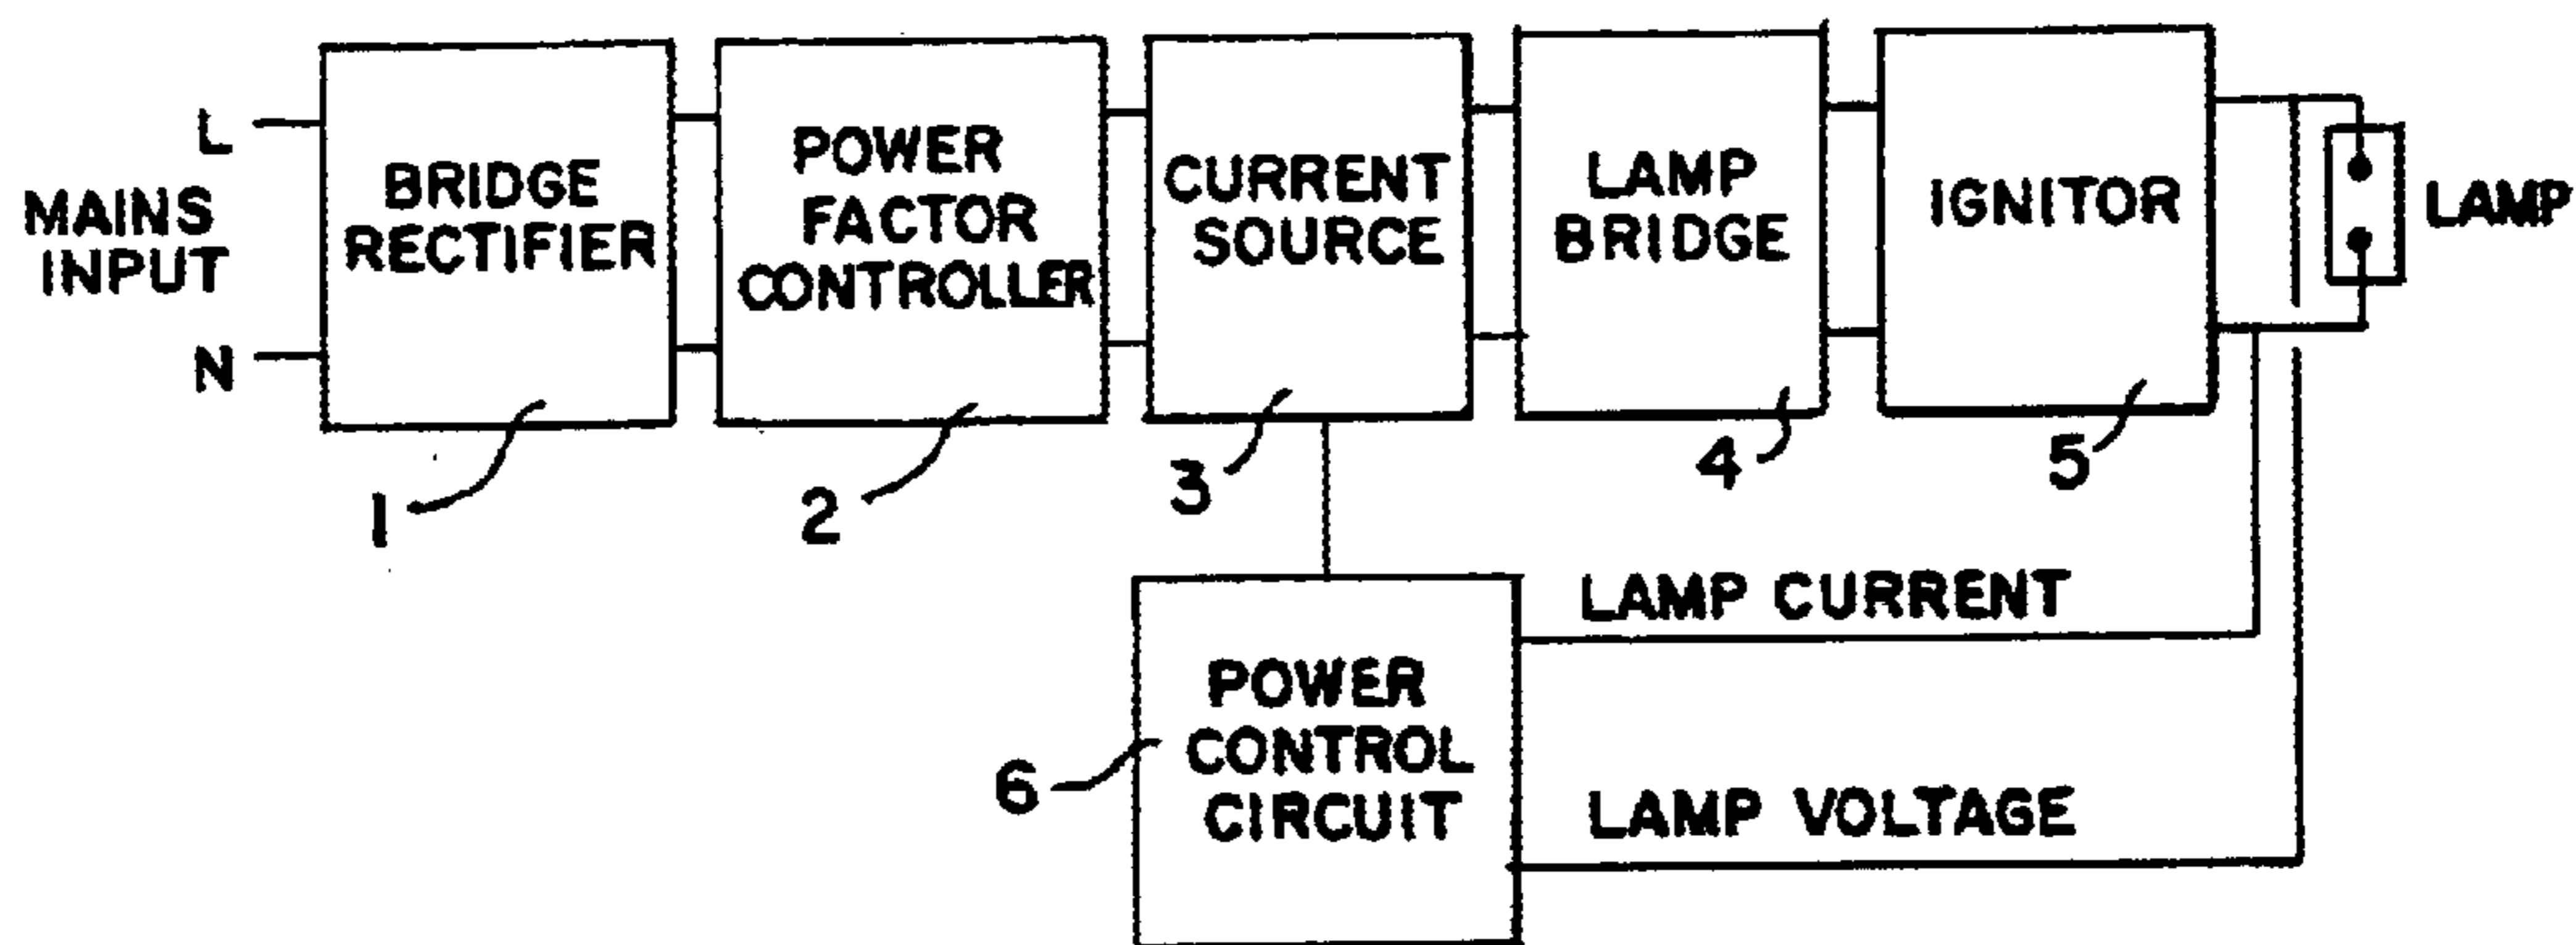 L
MAINS
INPUT
N
BRIDGE
RECTIFIER
1
POWER
FACTOR
CONTROLLER
2
CURRENT
SOURCE
3
LAMP
BRIDGE
4
IGNITOR
5
LAMP
POWER
CONTROL
CIRCUIT
6
LAMP CURRENT
LAMP VOLTAGE